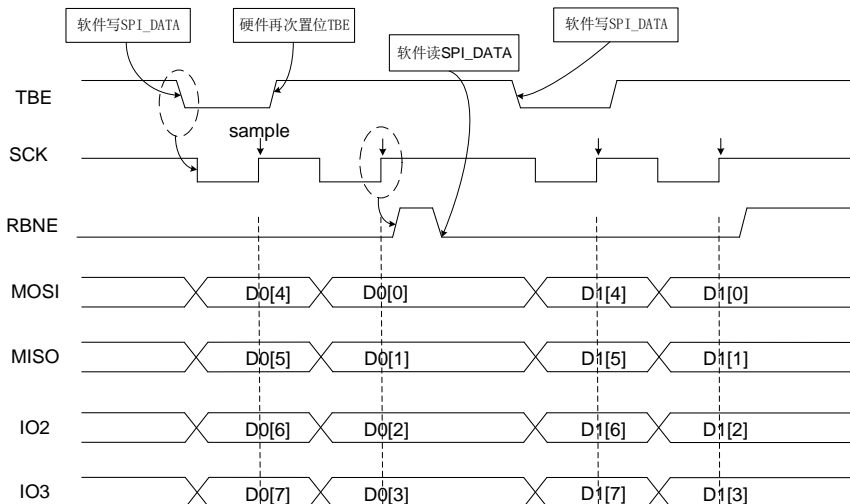 软件写SPI_DATA
硬件再次置位TBE
软件读SPI_DATA
软件写SPI_DATA
TBE
sample
SCK
RBNE
MOSI D0[4] D0[0] D1[4] D1[0]
MISO D0[5] D0[1] D1[5] D1[1]
IO2 D0[6] D0[2] D1[6] D1[2]
IO3 D0[7] D0[3] D1[7] D1[3]